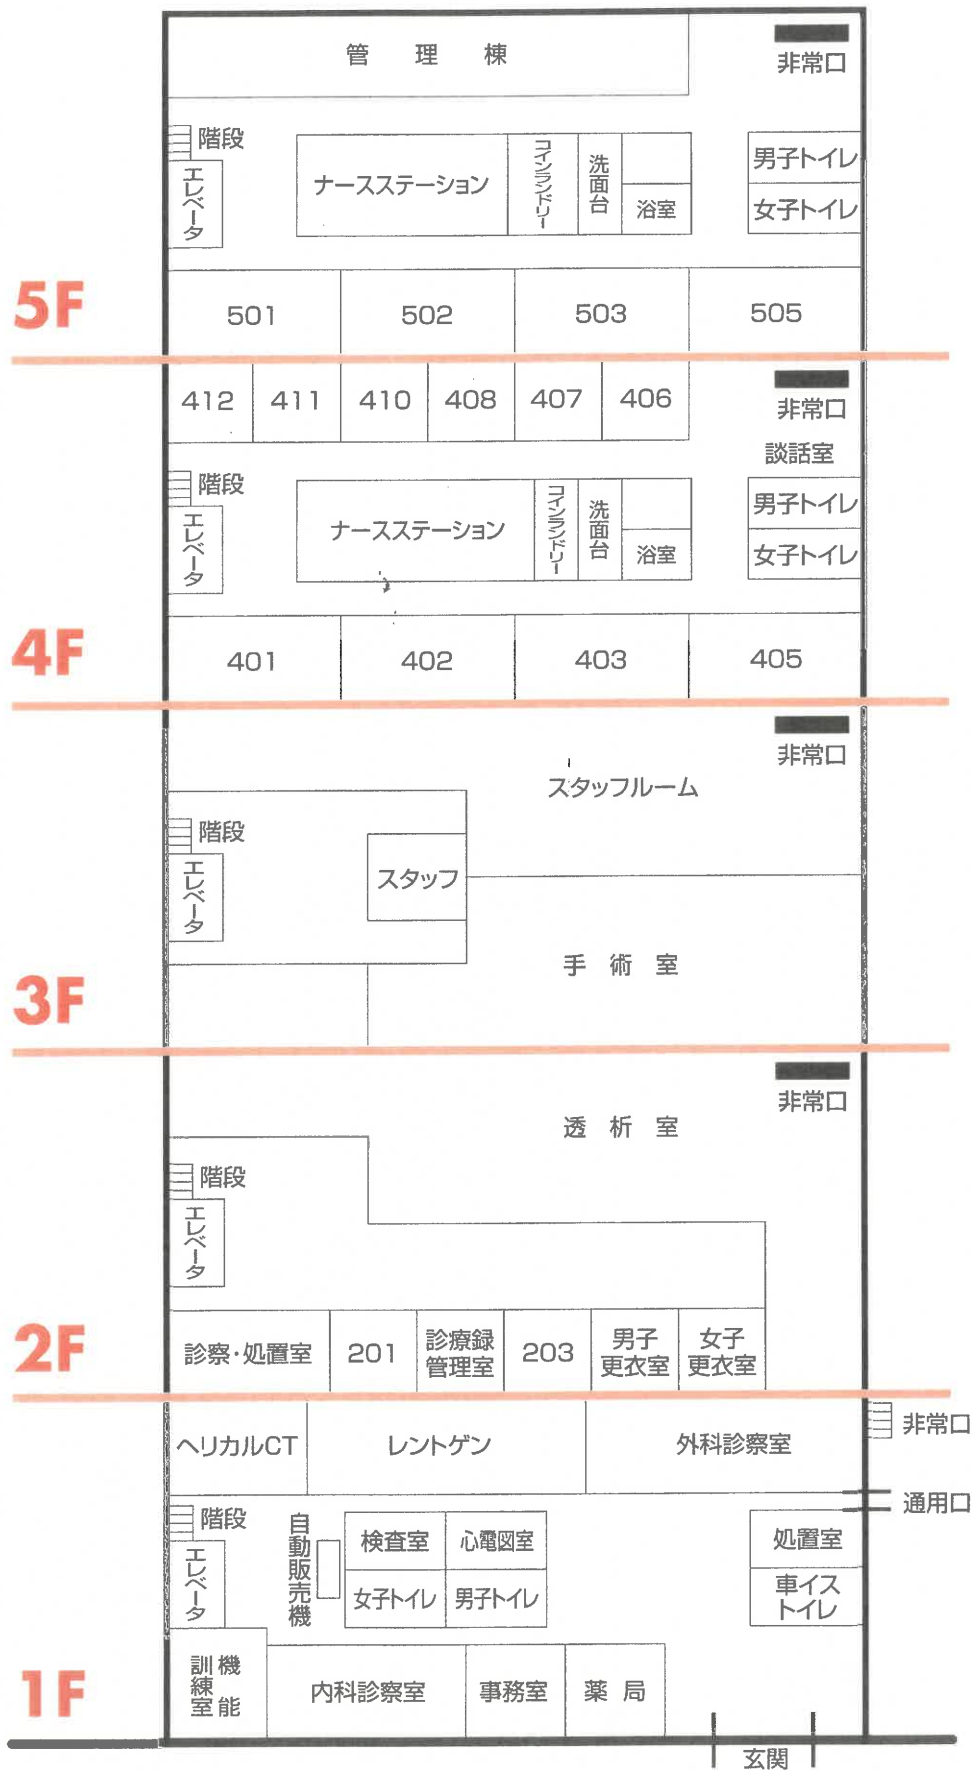 管理棟
非常口
階段
エレベータ
ナースステーション
コインランドリー
洗面台
浴室
男子トイレ
女子トイレ
5F
501
502
503
505
412
411
410
408
407
406
非常口
談話室
階段
エレベータ
ナースステーション
コインランドリー
洗面台
浴室
男子トイレ
女子トイレ
4F
401
402
403
405
非常口
スタッフルーム
階段
エレベータ
スタッフ
手術室
3F
非常口
透析室
階段
エレベータ
2F
診察・処置室
201
診療録
管理室
203
男子
更衣室
女子
更衣室
ヘリカルCT
レントゲン
外科診察室
非常口
通用口
階段
エレベータ
自動販売機
検査室
心電図室
女子トイレ
男子トイレ
処置室
車イス
トイレ
1F
機能
訓練室
内科診察室
事務室
薬局
玄関